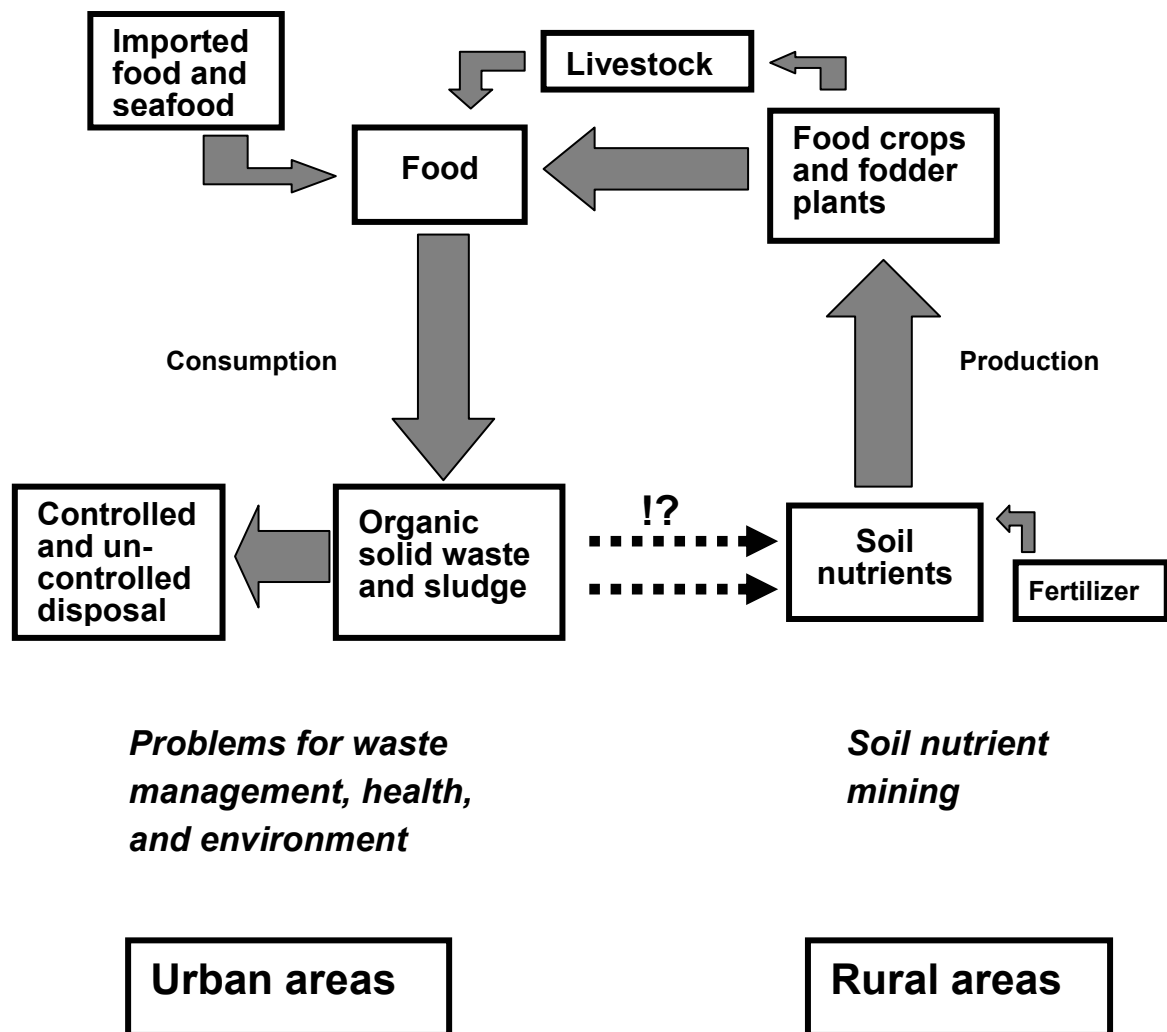 Imported
food and
seafood
Livestock
Food
Food crops
and fodder
plants
Consumption
Production
Controlled
and un-
controlled
disposal
Organic
solid waste
and sludge
!?
Soil
nutrients
Fertilizer
Problems for waste
management, health,
and environment
Soil nutrient
mining
Urban areas
Rural areas